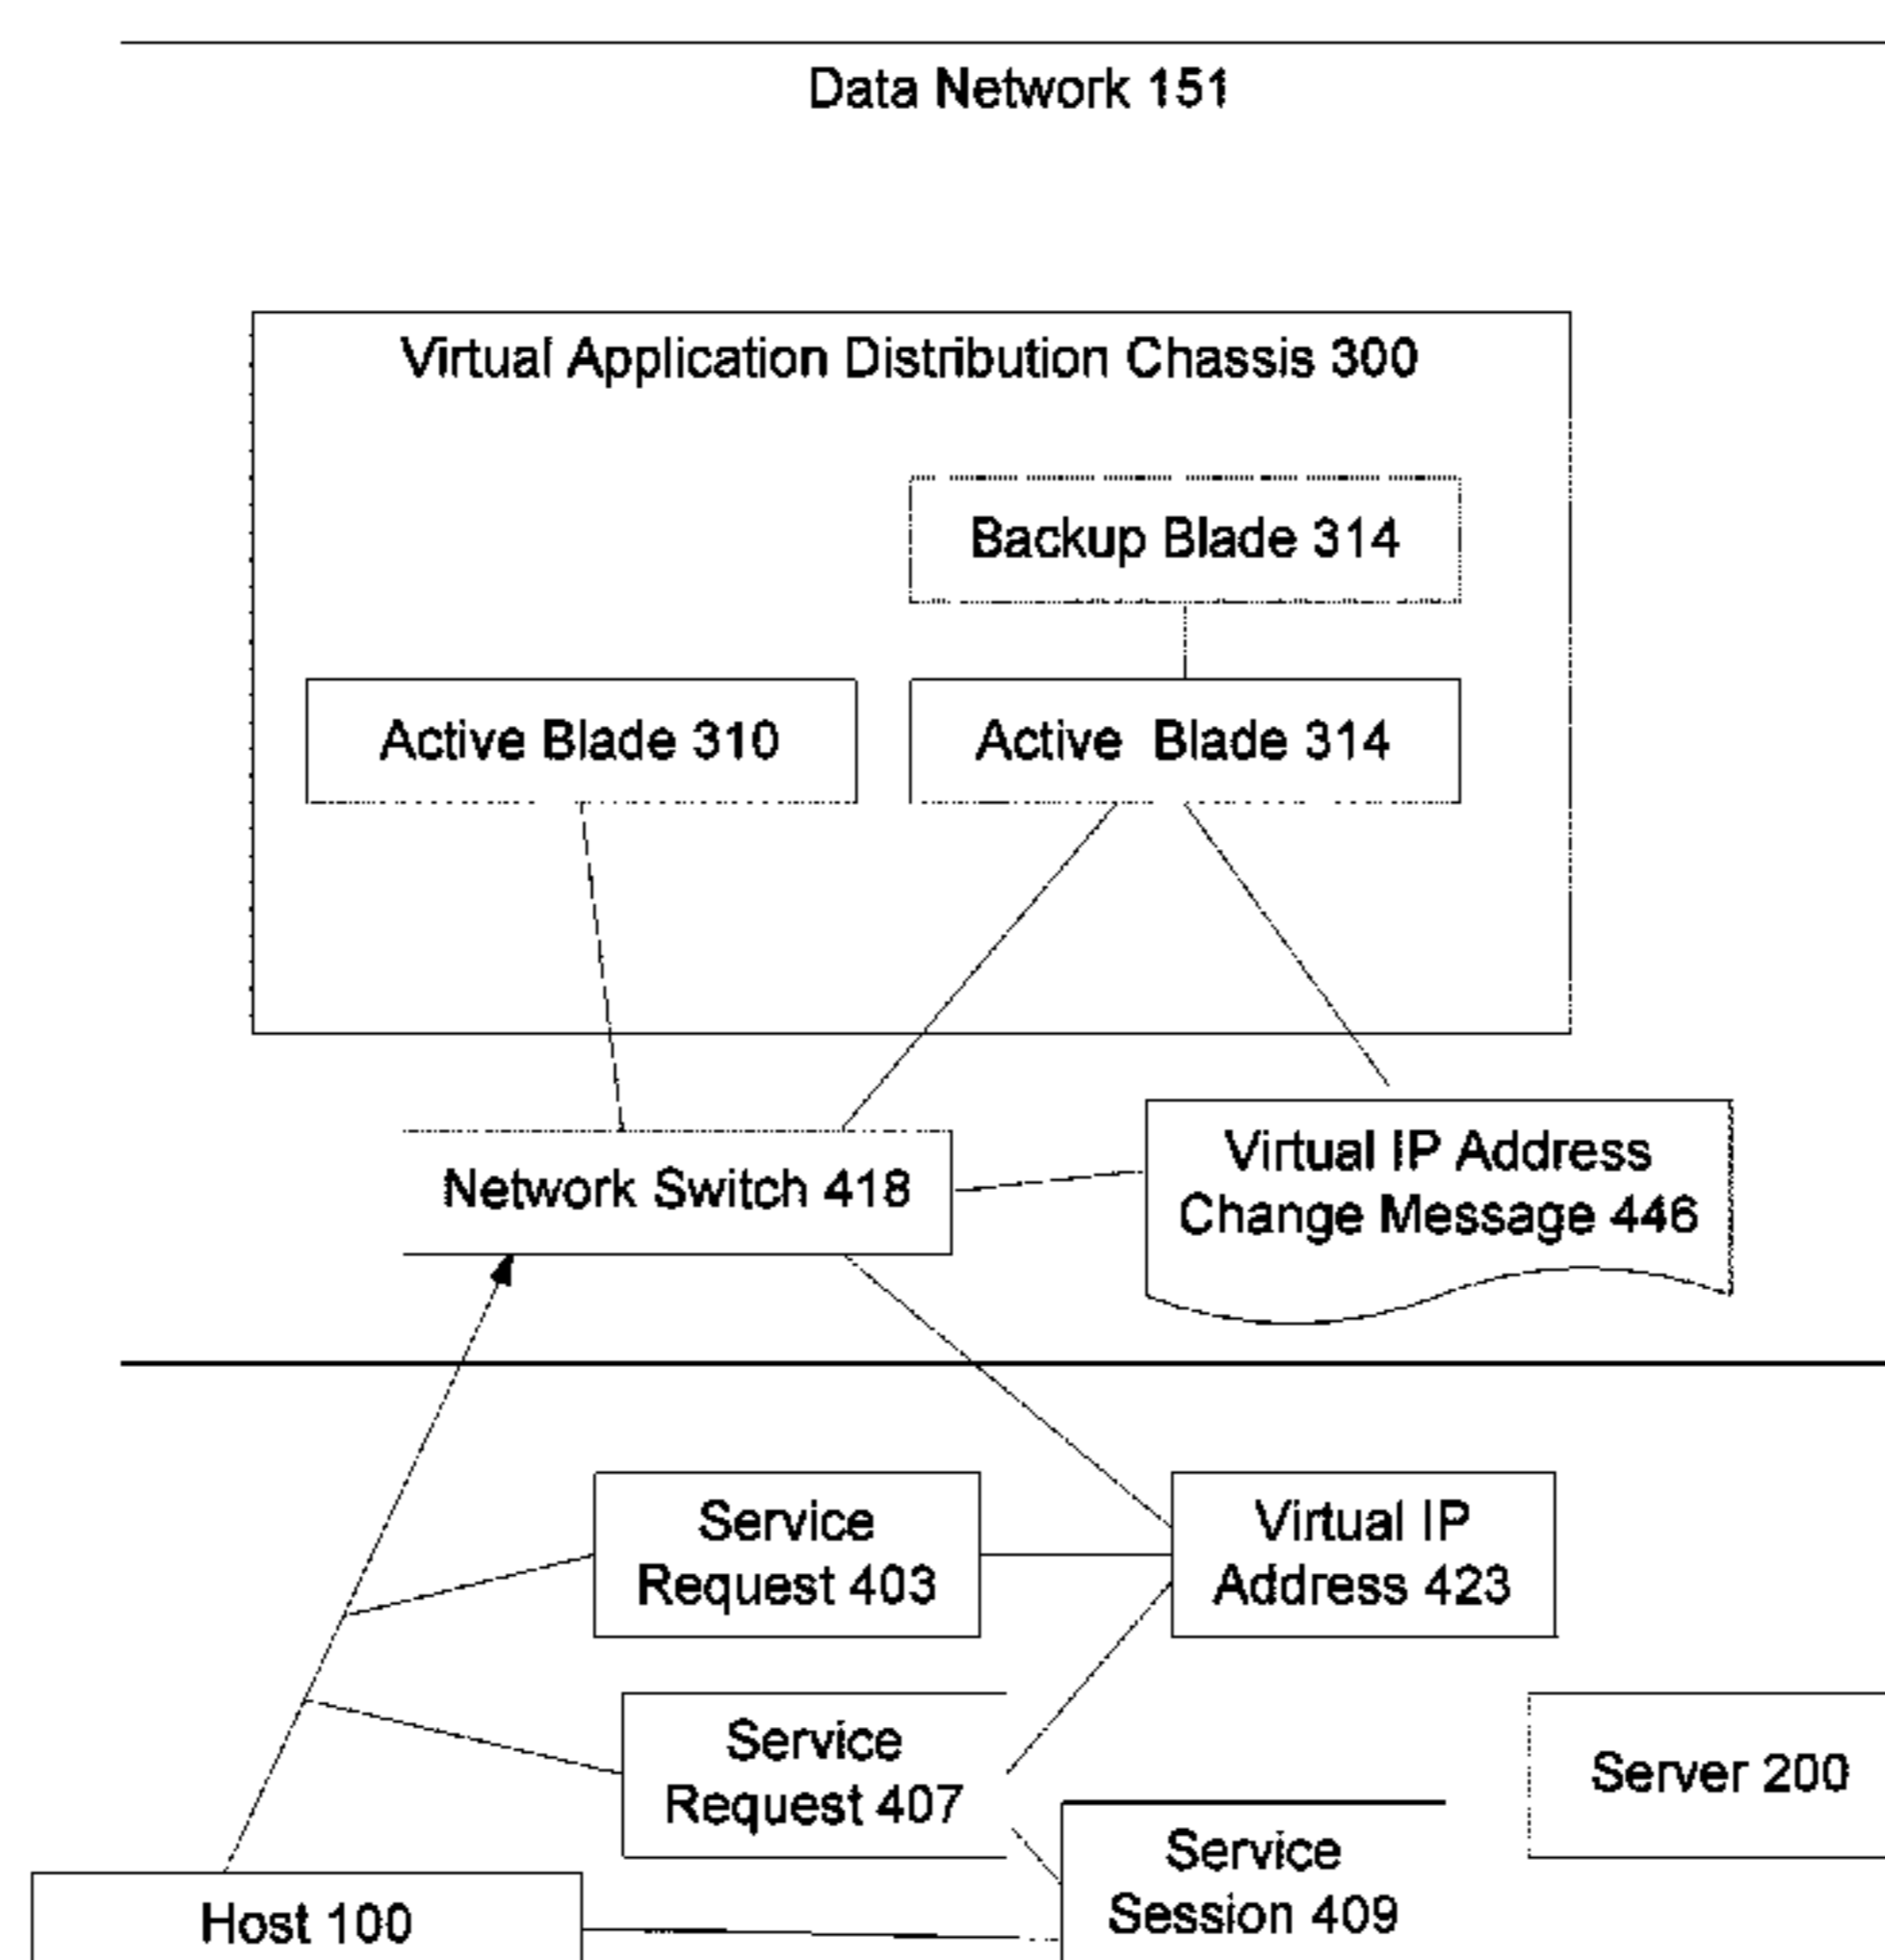 Data Network 151
Virtual Application Distribution Chassis 300
Backup Blade 314
Active Blade 310
Active Blade 314
Network Switch 418
Virtual IP Address
Change Message 446
Service
Request 403
Virtual IP
Address 423
Service
Request 407
Server 200
Service
Session 409
Host 100